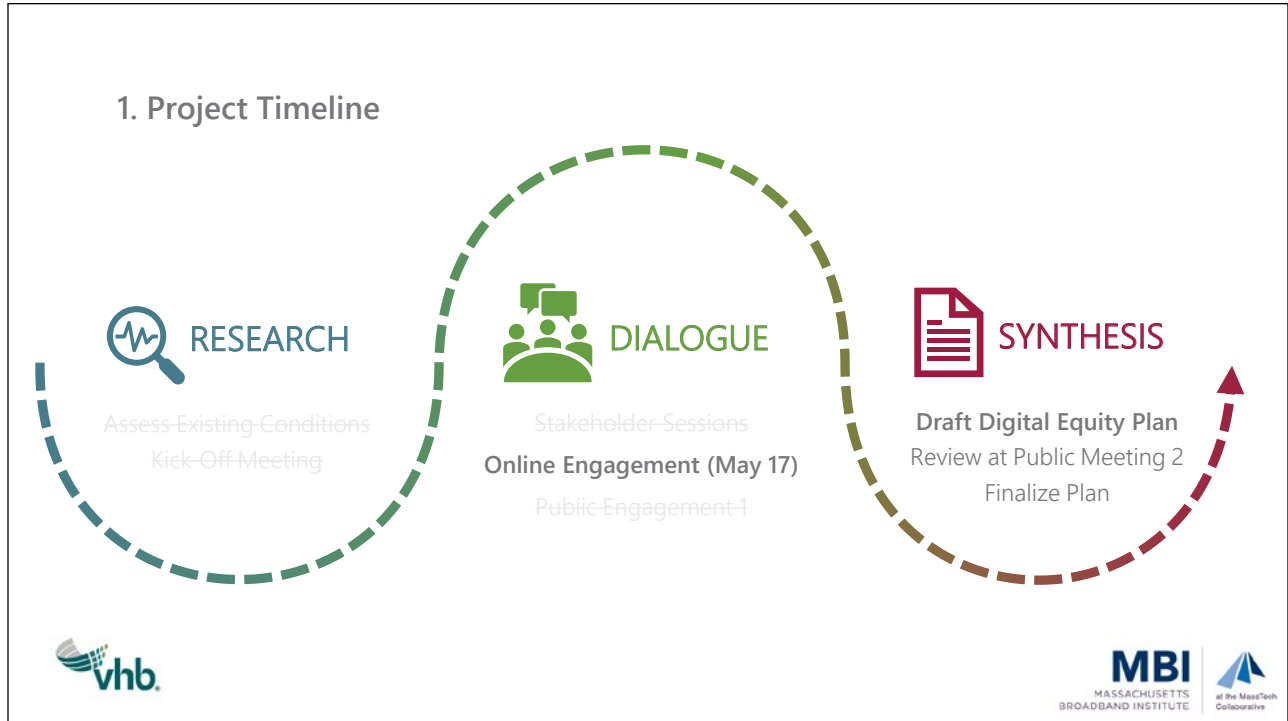 1. Project Timeline
RESEARCH
Assess Existing Conditions
Kick-Off Meeting
DIALOGUE
Stakeholder Sessions
Online Engagement (May 17)
Public Engagement 1
SYNTHESIS
Draft Digital Equity Plan
Review at Public Meeting 2
Finalize Plan
vhb.
MBI
MASSACHUSETTS
BROADBAND INSTITUTE
at the MassTech
Collaborative